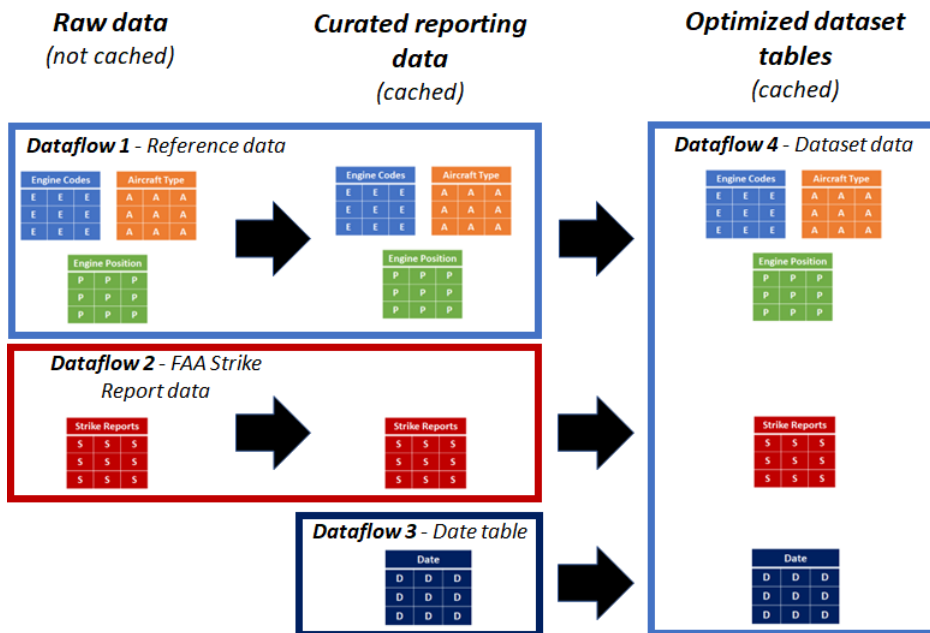 Raw data
(not cached)
Curated reporting
data
(cached)
Optimized dataset
tables
(cached)
Dataflow 1 - Reference data
Engine Codes
E E E
E E E
E E E
Aircraft Type
A A A
A A A
A A A
Engine Position
P P P
P P P
P P P
Engine Codes
E E E
E E E
E E E
Aircraft Type
A A A
A A A
A A A
Engine Position
P P P
P P P
P P P
Dataflow 4 - Dataset data
Engine Codes
E E E
E E E
E E E
Aircraft Type
A A A
A A A
A A A
Engine Position
P P P
P P P
P P P
Dataflow 2 - FAA Strike
Report data
Strike Reports
S S S
S S S
S S S
Strike Reports
S S S
S S S
S S S
Strike Reports
S S S
S S S
S S S
Dataflow 3 - Date table
Date
D D D
D D D
D D D
Date
D D D
D D D
D D D